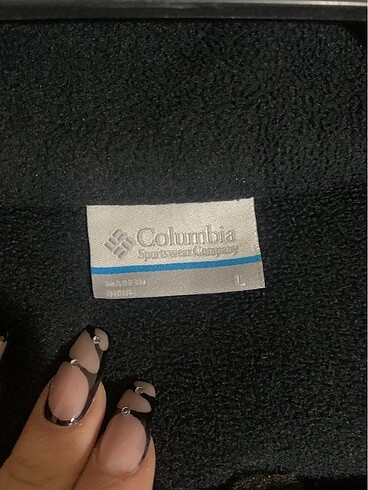 Columbia
Sportswear Company
MADE IN
INDIA
L